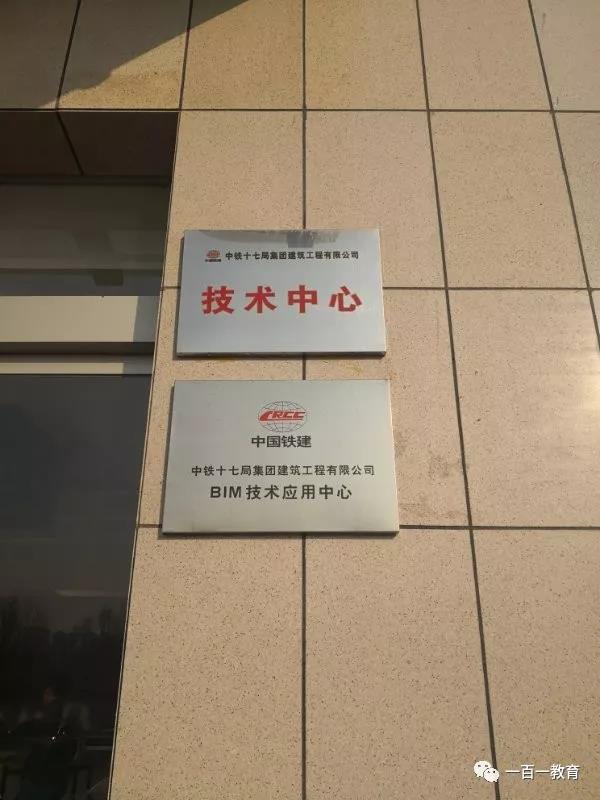 中铁十七局集团建筑工程有限公司
技术中心
CRCC
中国铁建
中铁十七局集团建筑工程有限公司
BIM技术应用中心
一百一教育